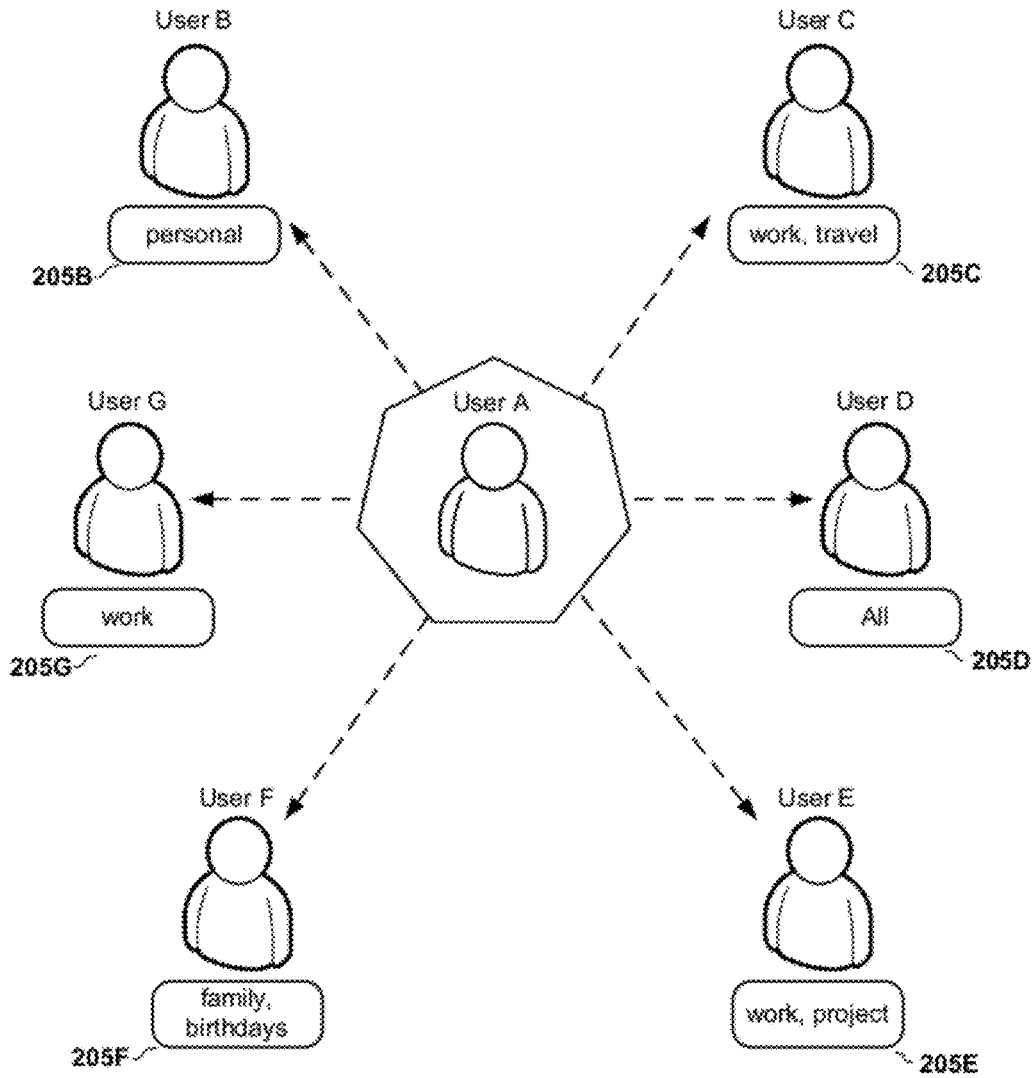 User B
User C
personal
work, travel
205B
205C
User G
User A
User D
work
All
205G
205D
User F
User E
family,
birthdays
work, project
205F
205E